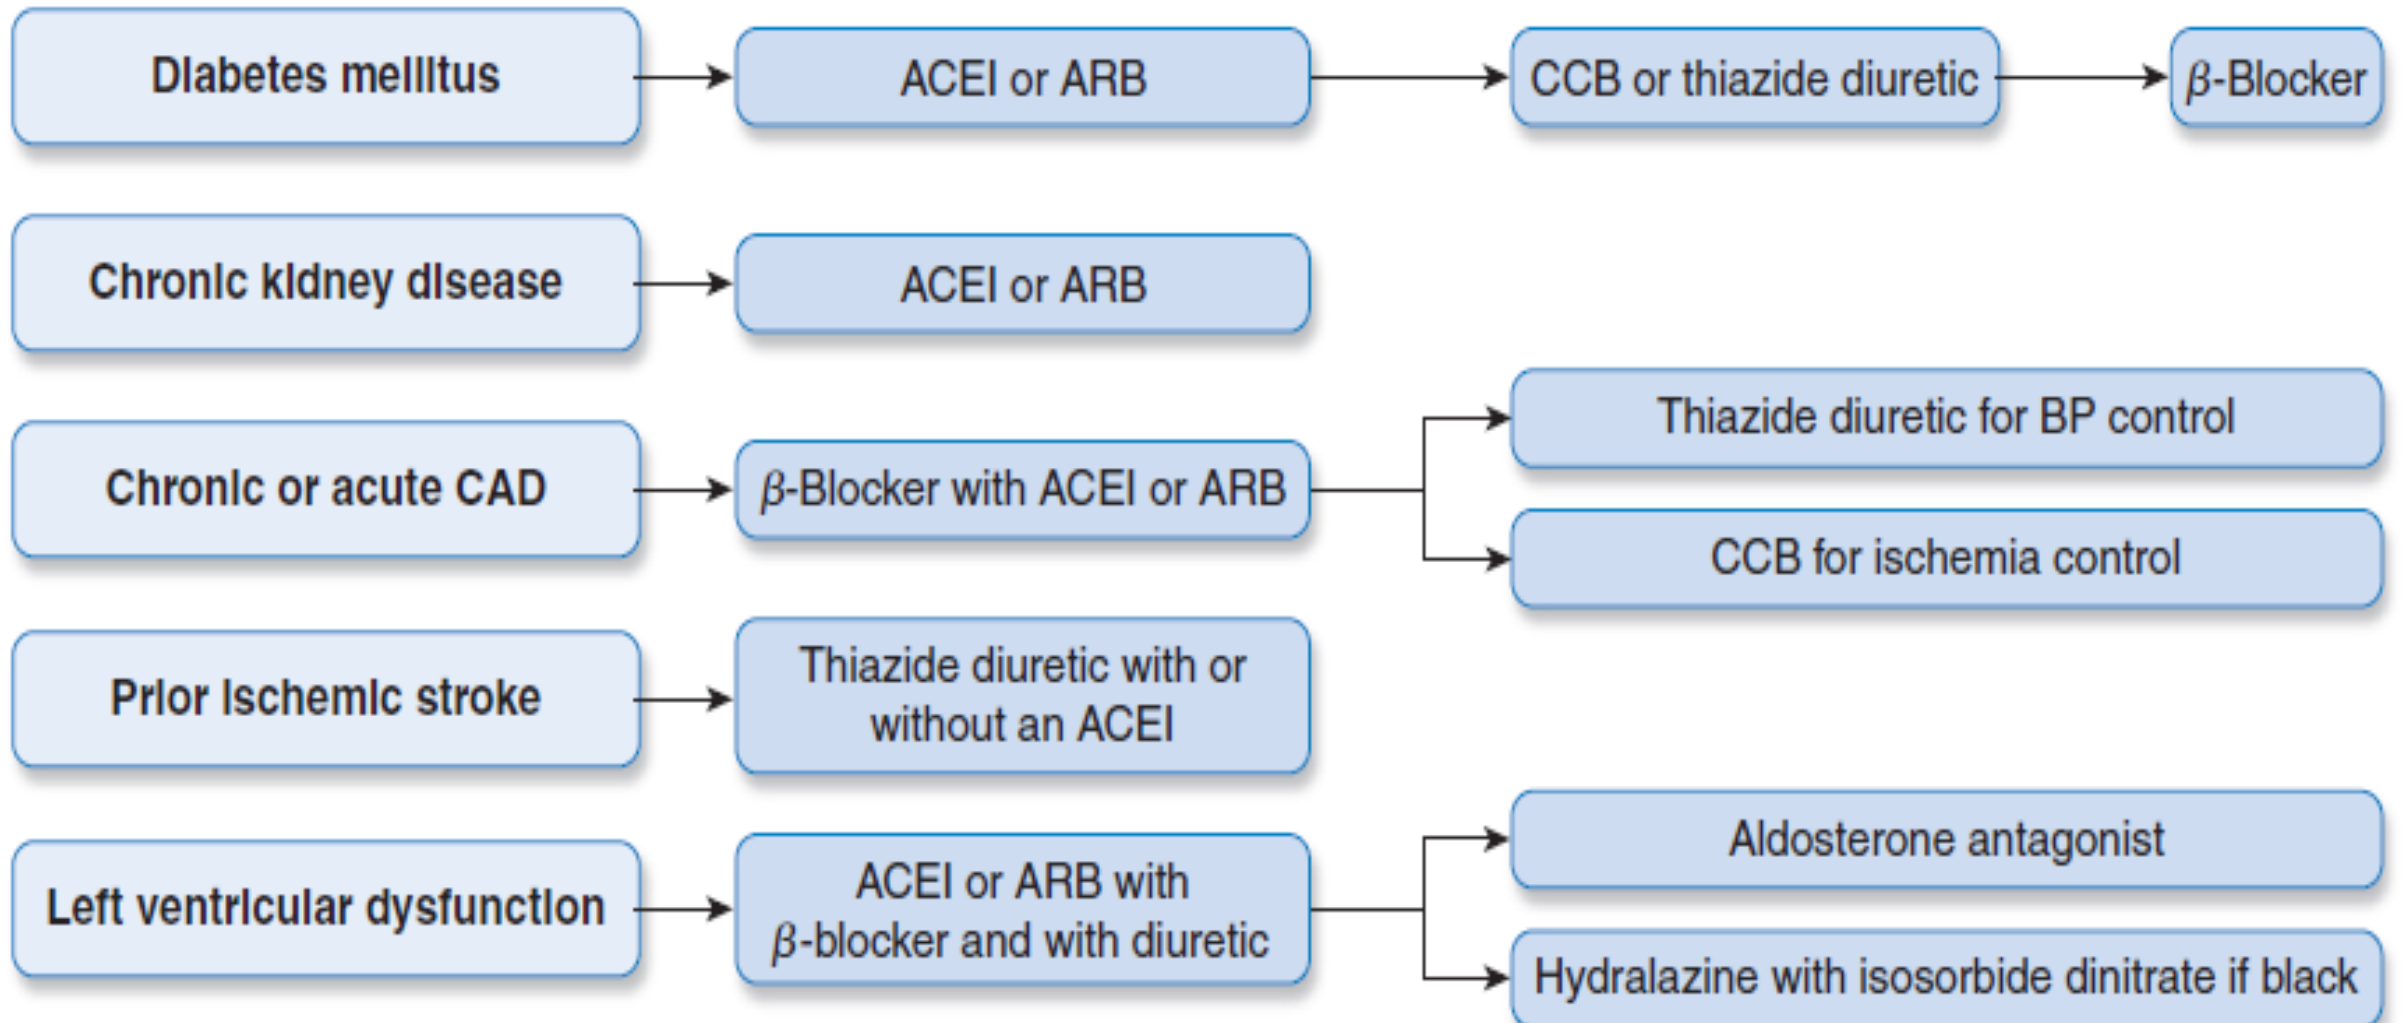 Diabetes mellitus
ACEI or ARB
CCB or thiazide diuretic
β-Blocker
Chronic kidney disease
ACEI or ARB
Chronic or acute CAD
β-Blocker with ACEI or ARB
Thiazide diuretic for BP control
CCB for ischemia control
Prior ischemic stroke
Thiazide diuretic with or
without an ACEI
Left ventricular dysfunction
ACEI or ARB with
β-blocker and with diuretic
Aldosterone antagonist
Hydralazine with isosorbide dinitrate if black